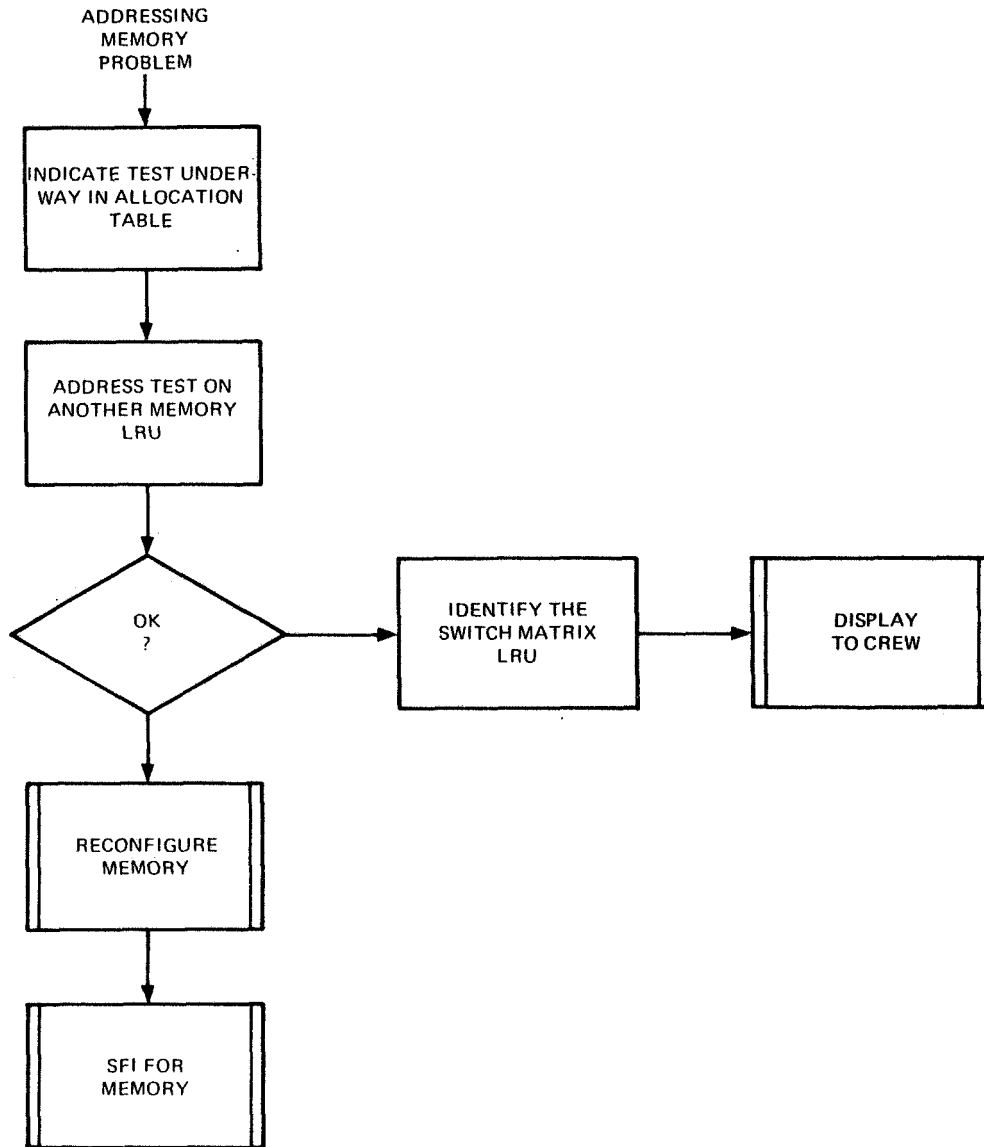 ADDRESSING
MEMORY
PROBLEM
INDICATE TEST UNDER-
WAY IN ALLOCATION
TABLE
ADDRESS TEST ON
ANOTHER MEMORY
LRU
OK
?
IDENTIFY THE
SWITCH MATRIX
LRU
DISPLAY
TO CREW
RECONFIGURE
MEMORY
SFI FOR
MEMORY